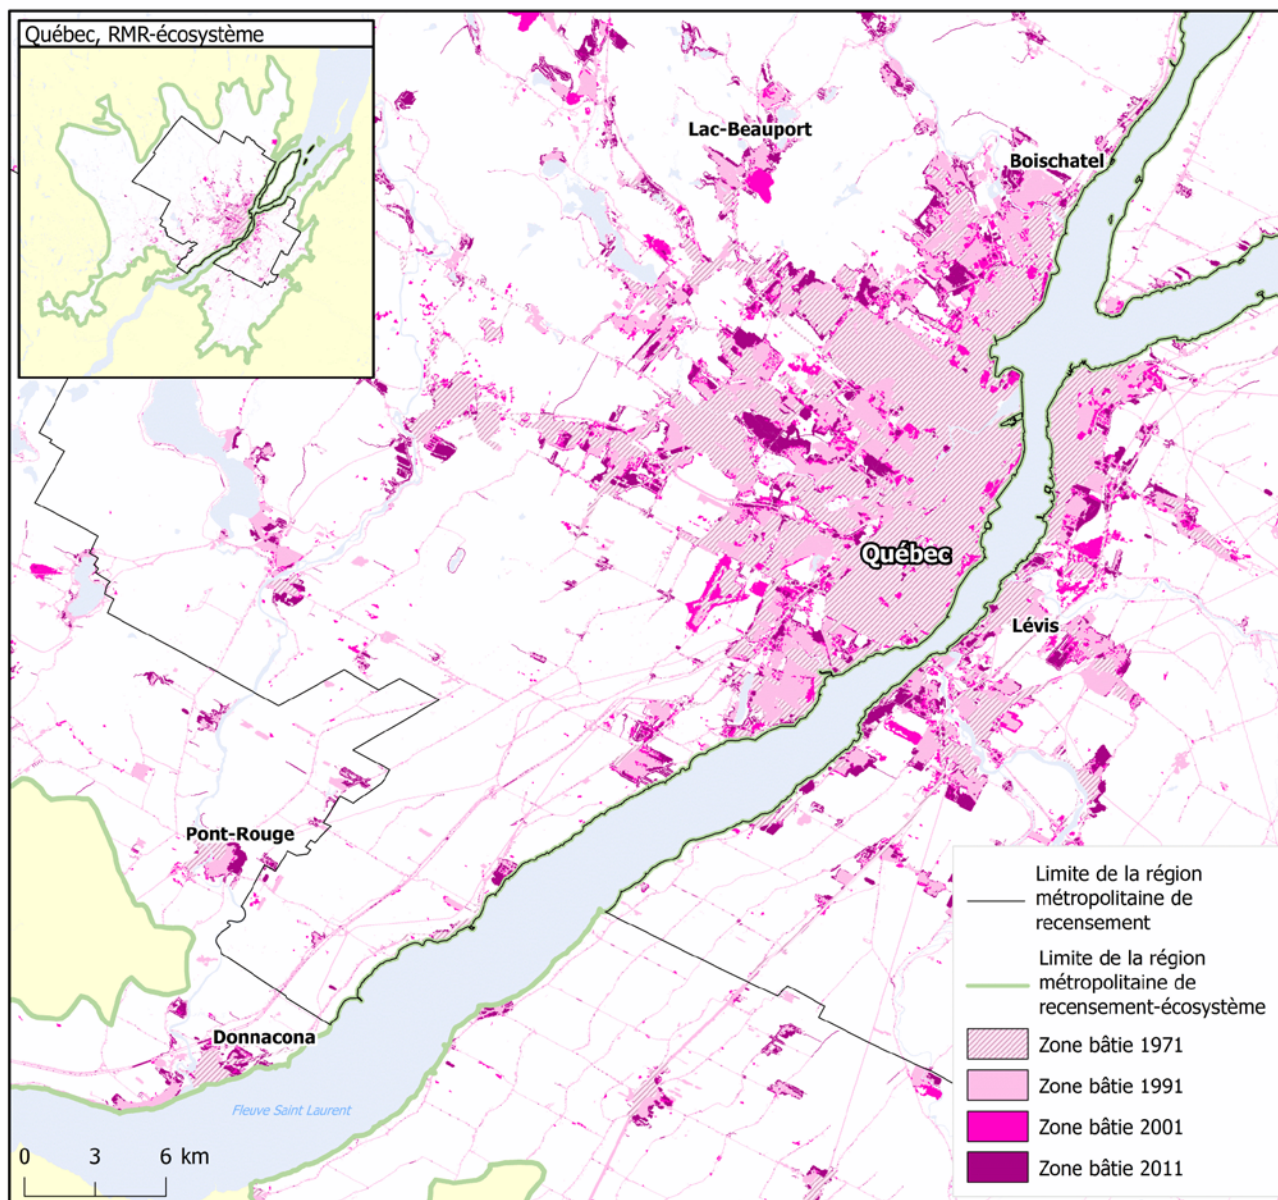 Québec, RMR-écosystème
Lac-Beauport
Boischatel
Québec
Lévis
Pont-Rouge
Donnacona
Fleuve Saint Laurent
0 3 6 km
Limite de la région
métropolitaine de
recensement
Limite de la région
métropolitaine de
recensement-écosystème
Zone bâtie 1971
Zone bâtie 1991
Zone bâtie 2001
Zone bâtie 2011